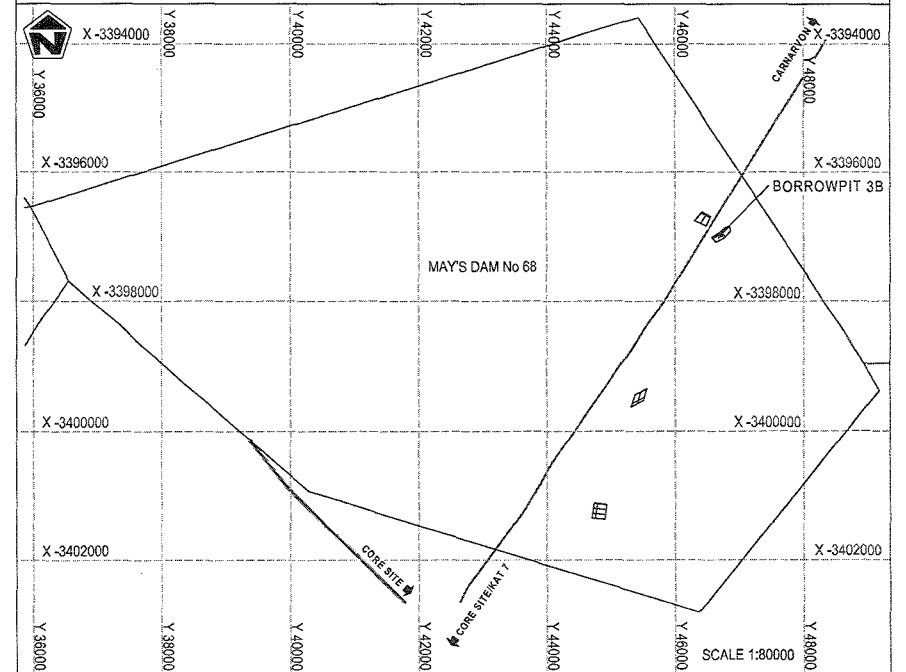 N
X -3394000
Y 38000
Y 40000
Y 42000
Y 44000
Y 46000
CARNARVON
X -3394000
Y 48000
Y 36000
X -3396000
X -3396000
BORROWPIT 3B
MAY'S DAM No 68
X -3398000
X -3398000
X -3400000
X -3400000
X -3402000
X -3402000
CORE SITE
CORE SITE/KAT 7
Y 36000
Y 38000
Y 40000
Y 42000
Y 44000
Y 46000
Y 48000
SCALE 1:80000